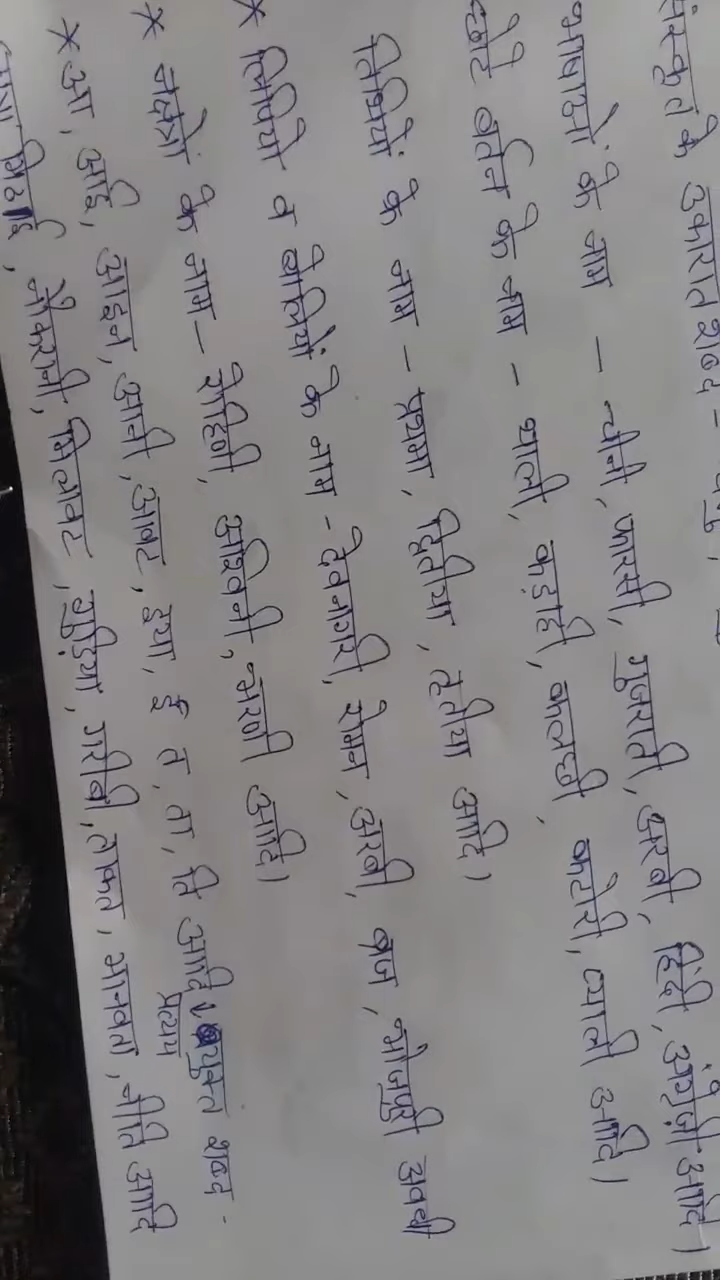 संस्कृत के उकारांत शब्द -
भाषाओं के नाम — चीनी, फारसी, गुजराती, अरबी, हिंदी, अंग्रेज़ी आदि।
छोटे बर्तन के नाम - थाली, कड़ाही, कलछी, कटोरी, प्याली आदि।
तिथियों के नाम - प्रथमा, द्वितीया, तृतीया आदि।
* लिपियो व बोलियों के नाम - देवनागरी, रोमन, अरबी, ब्रज, भोजपुरी अवधी
* नक्षत्रों के नाम - रोहिणी, अश्विनी, भरणी आदि।
* आ, आई, आइन, आनी, आवट, इया, ई त, ता, ति आदि प्रत्यय युक्त शब्द -
मिठाई, नौकरानी, मिलावट, गुड़िया, गरीबी, ताकत, मानवता, नीति आदि